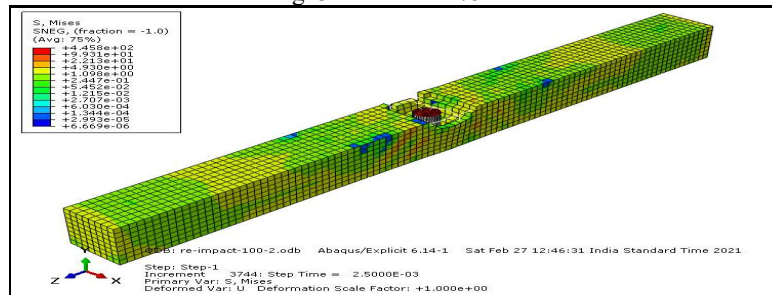 S, Mises
SNEG, (fraction = -1.0)
(Avg: 75%)
+4.458e+02
+9.931e+01
+2.213e+01
+4.930e+00
+1.098e+00
+2.447e-01
+5.452e-02
+1.215e-02
+2.707e-03
+6.030e-04
+1.344e-04
+2.993e-05
+6.669e-06
Y
Z X
ODB: re-impact-100-2.odb Abaqus/Explicit 6.14-1 Sat Feb 27 12:46:31 India Standard Time 2021
Step: Step-1
Increment 3744: Step Time = 2.5000E-03
Primary Var: S, Mises
Deformed Var: U Deformation Scale Factor: +1.000e+00